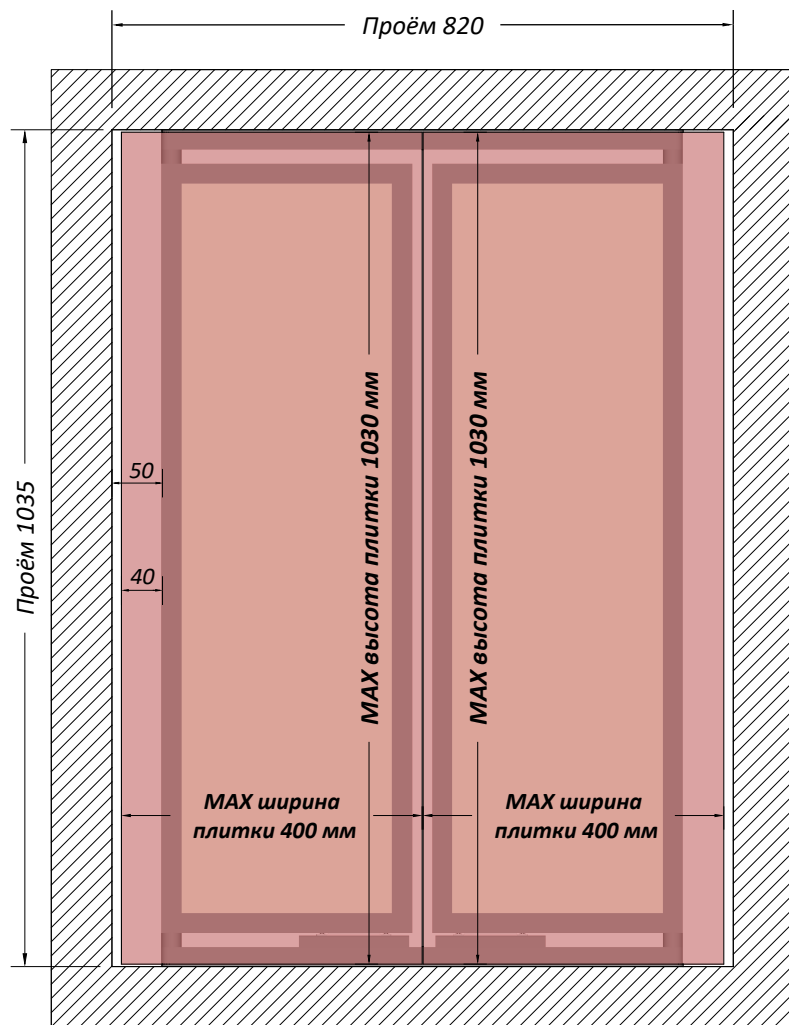 Проём 820
Проём 1035
50
40
MAX высота плитки 1030 мм
MAX высота плитки 1030 мм
MAX ширина
плитки 400 мм
MAX ширина
плитки 400 мм